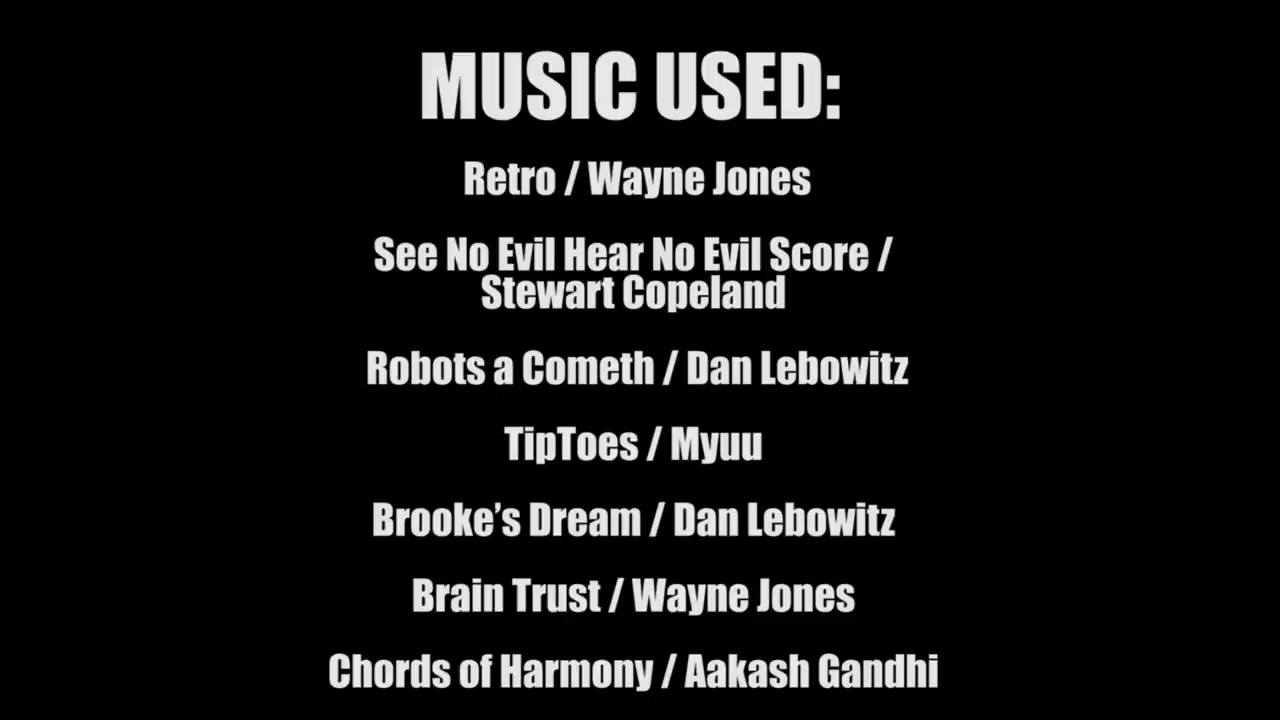 MUSIC USED:
Retro / Wayne Jones
See No Evil Hear No Evil Score /
Stewart Copeland
Robots a Cometh / Dan Lebowitz
TipToes / Myuu
Brooke’s Dream / Dan Lebowitz
Brain Trust / Wayne Jones
Chords of Harmony / Aakash Gandhi